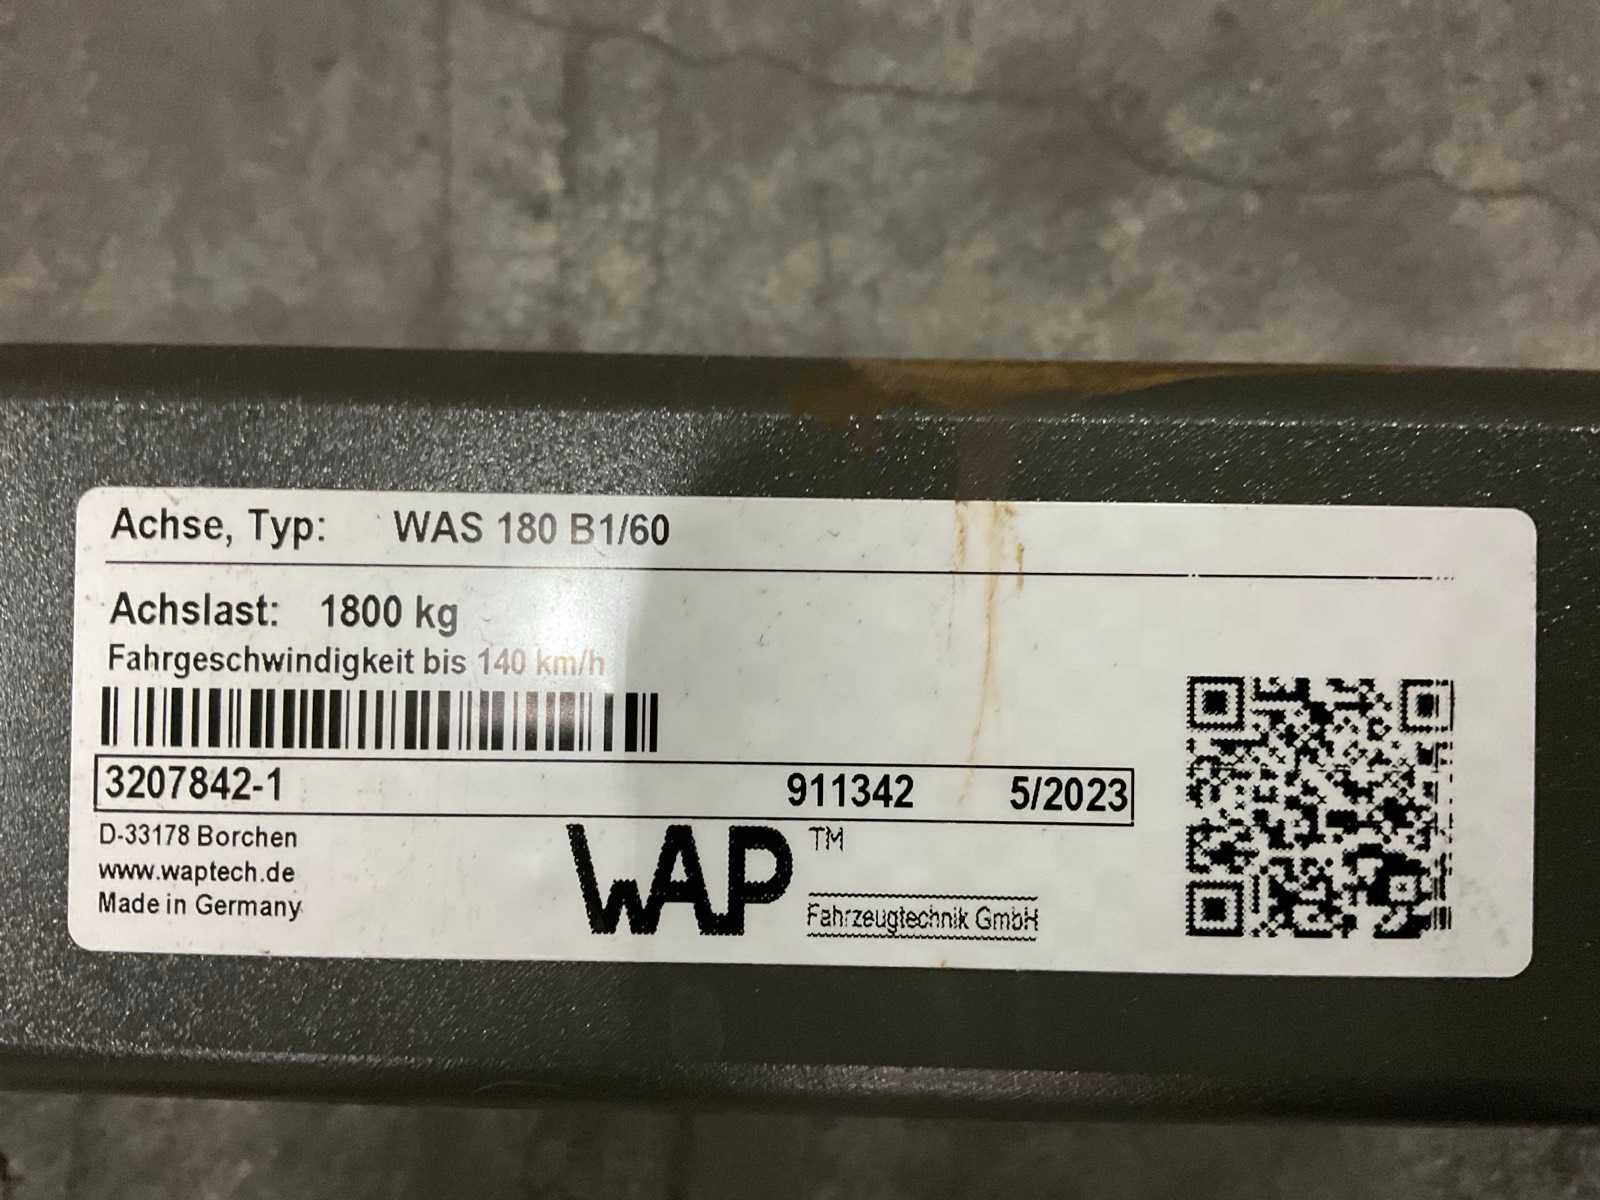 Achse, Typ: WAS 180 B1/60
Achslast: 1800 kg
Fahrgeschwindigkeit bis 140 km/h
3207842-1 911342 5/2023
D-33178 Borchen
www.waptech.de
Made in Germany
WAP TM
Fahrzeugtechnik GmbH